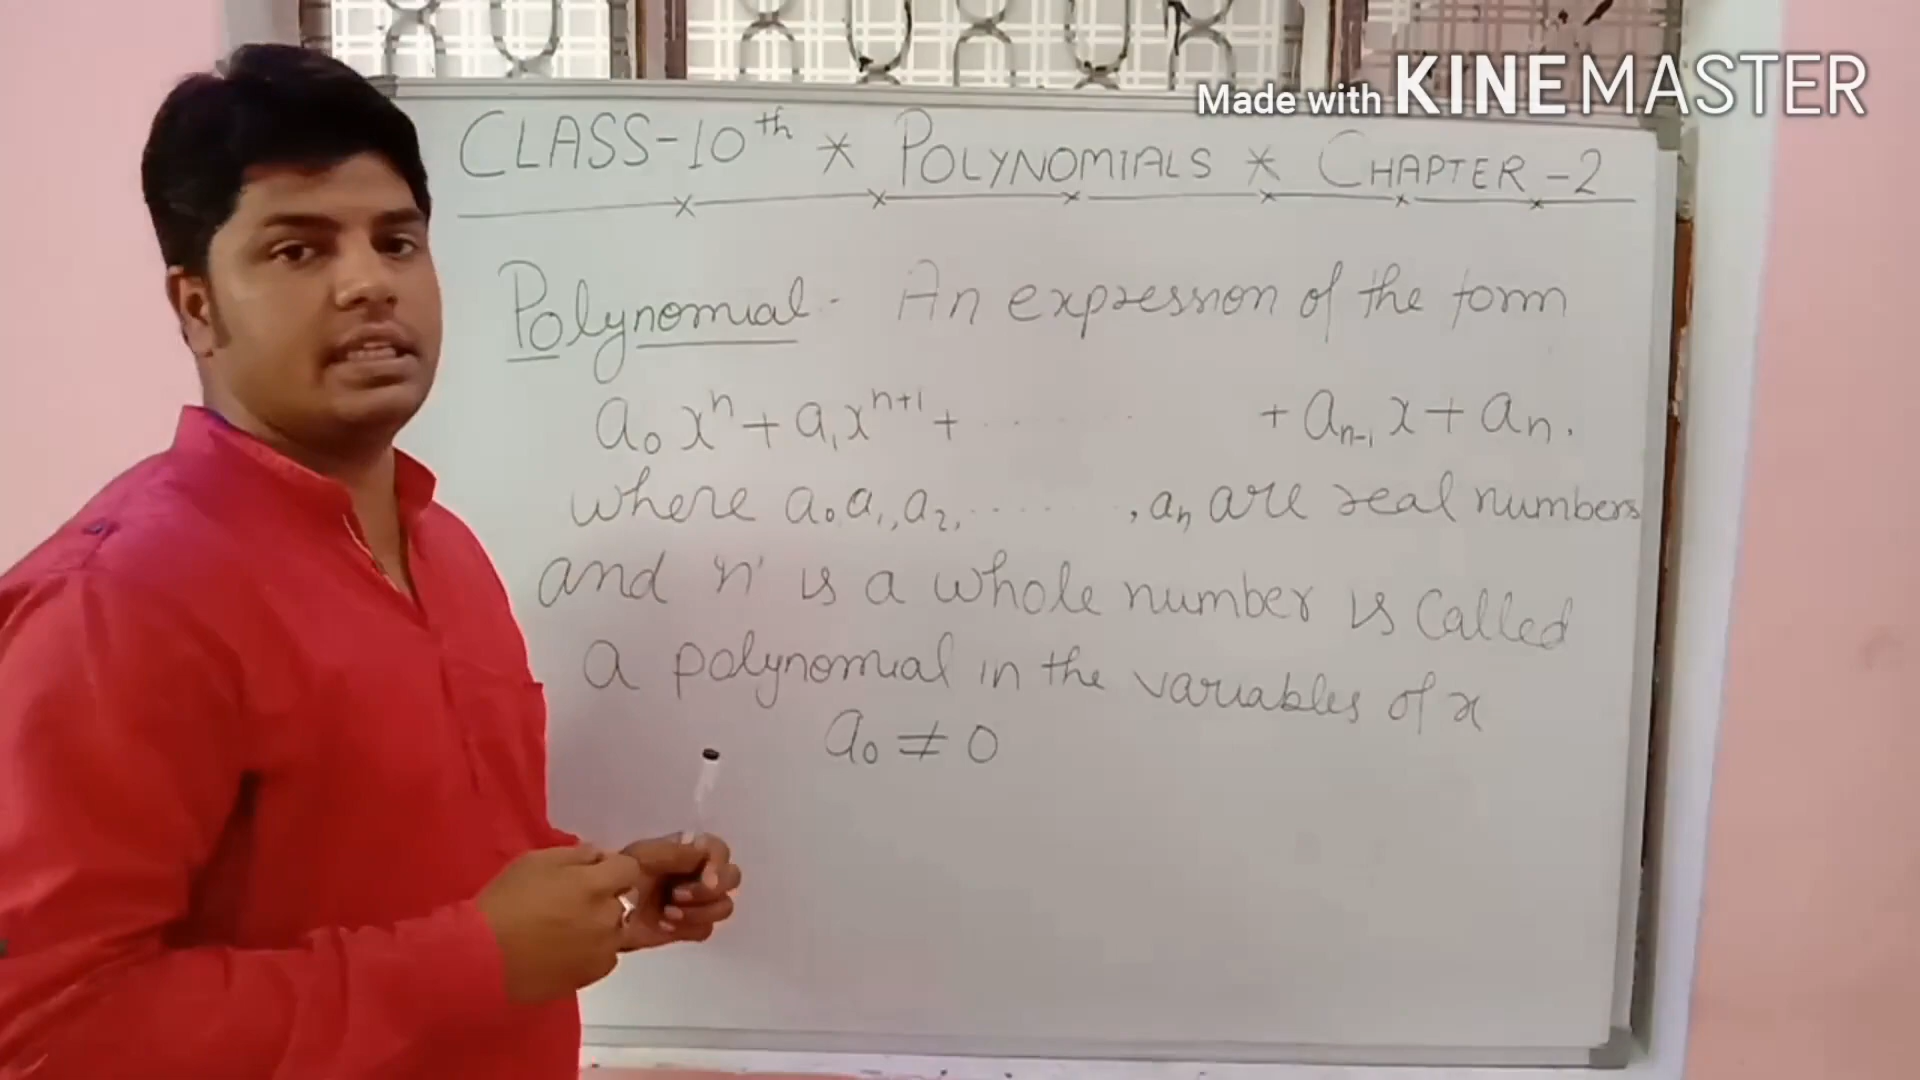 Made with KINEMASTER
CLASS-10th * POLYNOMIALS * CHAPTER-2
Polynomial - An expression of the form
a₀xⁿ + a₁xⁿ⁺¹ + ........ + aₙ₋₁x + aₙ.
where a₀ a₁, a₂, ........, aₙ are real numbers
and 'n' is a whole number is called
a polynomial in the variables of x
a₀ ≠ 0